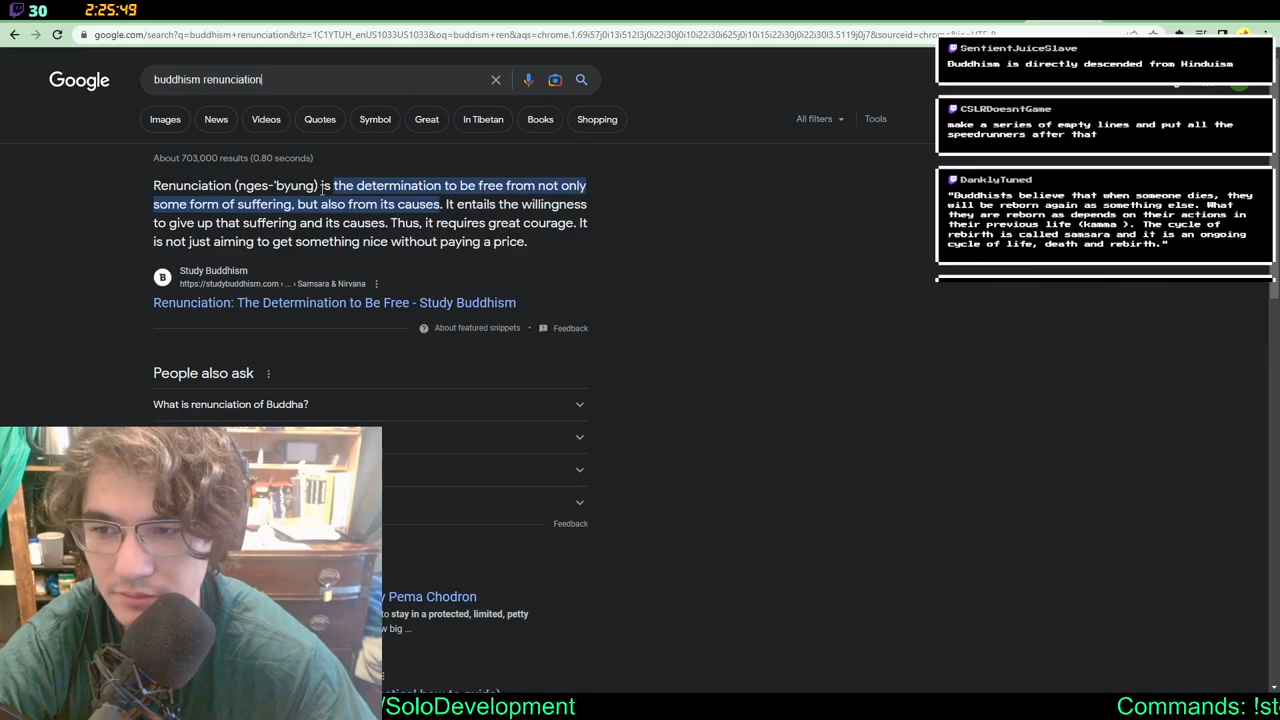 30
2:25:49
google.com/search?q=buddhism+renunciation&rlz=1C1YTUH_enUS1033US1033&oq=buddism+ren&aqs=chrome.1.69i57j0i13i512l3j0i22i30j0i10i22i30i625j0i10i15i22i30j0i22i30l3.5119j0j7&sourceid=chrome&ie=UTF-8
Google
buddhism renunciation
Images
News
Videos
Quotes
Symbol
Great
In Tibetan
Books
Shopping
All filters
Tools
About 703,000 results (0.80 seconds)
Renunciation (nges-'byung) is the determination to be free from not only
some form of suffering, but also from its causes. It entails the willingness
to give up that suffering and its causes. Thus, it requires great courage. It
is not just aiming to get something nice without paying a price.
B
Study Buddhism
https://studybuddhism.com › ... › Samsara & Nirvana
Renunciation: The Determination to Be Free - Study Buddhism
About featured snippets
Feedback
People also ask
What is renunciation of Buddha?
Feedback
y Pema Chodron
to stay in a protected, limited, petty
w big ...
SentientJuiceSlave
Buddhism is directly descended from Hinduism
CSLRDoesntGame
make a series of empty lines and put all the
speedrunners after that
DanklyTuned
"Buddhists believe that when someone dies, they
will be reborn again as something else. What
they are reborn as depends on their actions in
their previous life (kamma ). The cycle of
rebirth is called samsara and it is an ongoing
cycle of life, death and rebirth."
/SoloDevelopment
Commands: !st